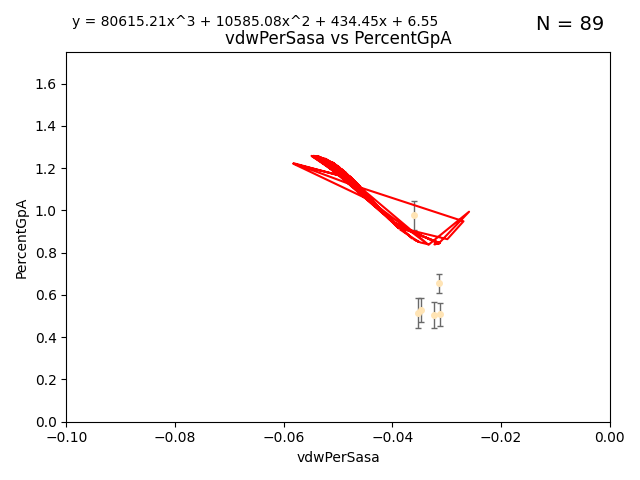 y = 80615.21x^3 + 10585.08x^2 + 434.45x + 6.55
N = 89
vdwPerSasa vs PercentGpA
PercentGpA
1.6
1.4
1.2
1.0
0.8
0.6
0.4
0.2
0.0
−0.10 −0.08 −0.06 −0.04 −0.02 0.00
vdwPerSasa